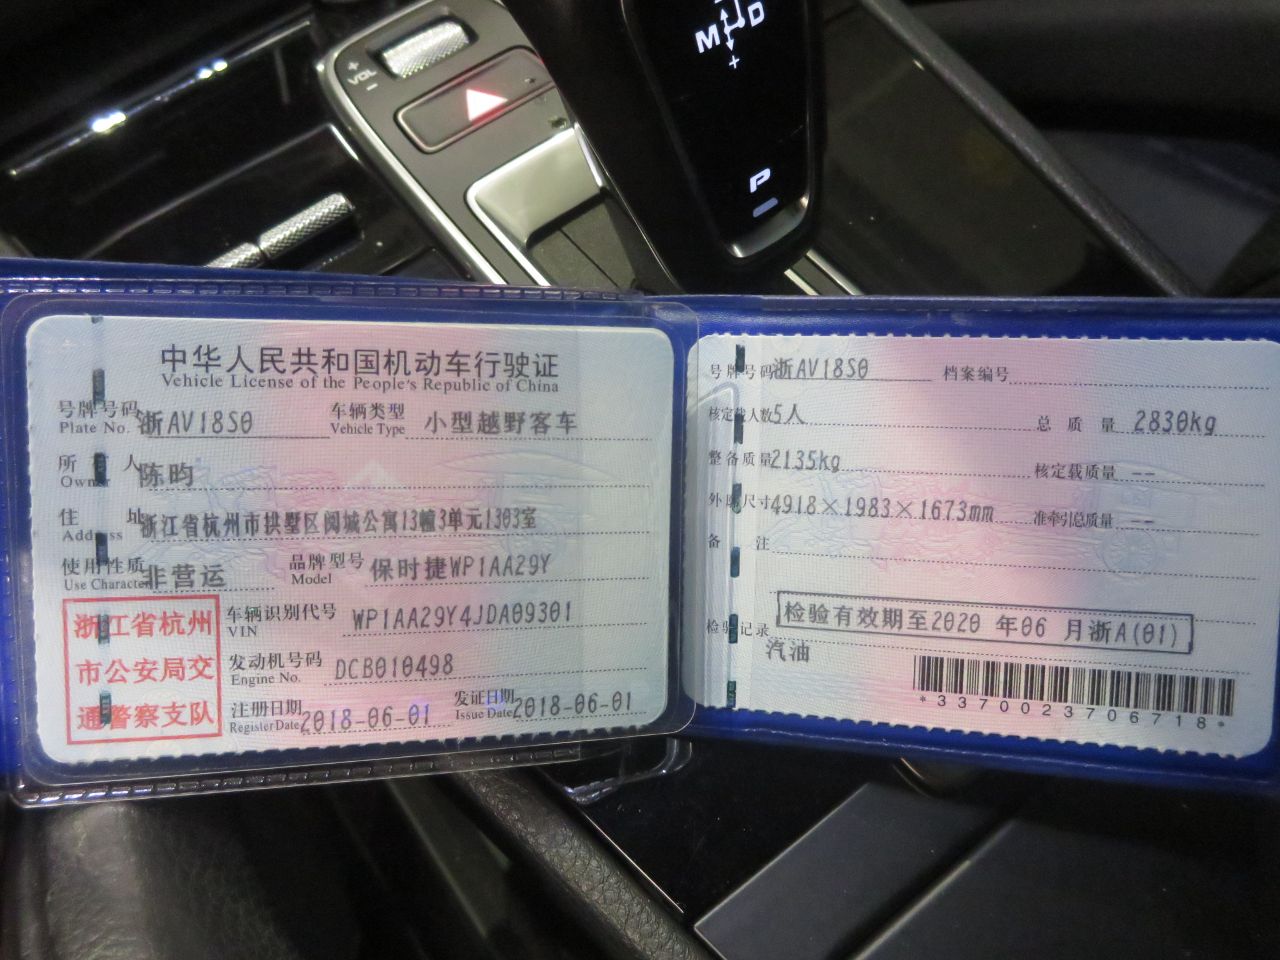 M D
+
P
+
VOL
−
中华人民共和国机动车行驶证
Vehicle License of the People's Republic of China
号牌号码 浙AV18S0 车辆类型 小型越野客车
Plate No. Vehicle Type
所有人 陈昀
Owner
住址 浙江省杭州市拱墅区阅城公寓13幢3单元1303室
Address
使用性质 非营运 品牌型号 保时捷WP1AA29Y
Use Character Model
浙江省杭州
市公安局交
通警察支队
车辆识别代号 WP1AA29Y4JDA09301
VIN
发动机号码 DCB010498
Engine No.
注册日期 2018-06-01 发证日期 2018-06-01
Register Date Issue Date
号牌号码 浙AV18S0 档案编号
核定载人数 5人 总质量 2830kg
整备质量 2135kg 核定载质量 --
外廓尺寸 4918×1983×1673mm 准牵引总质量 --
备注
检验记录 检验有效期至2020 年06 月浙A(01)
汽油
*3370023706718*